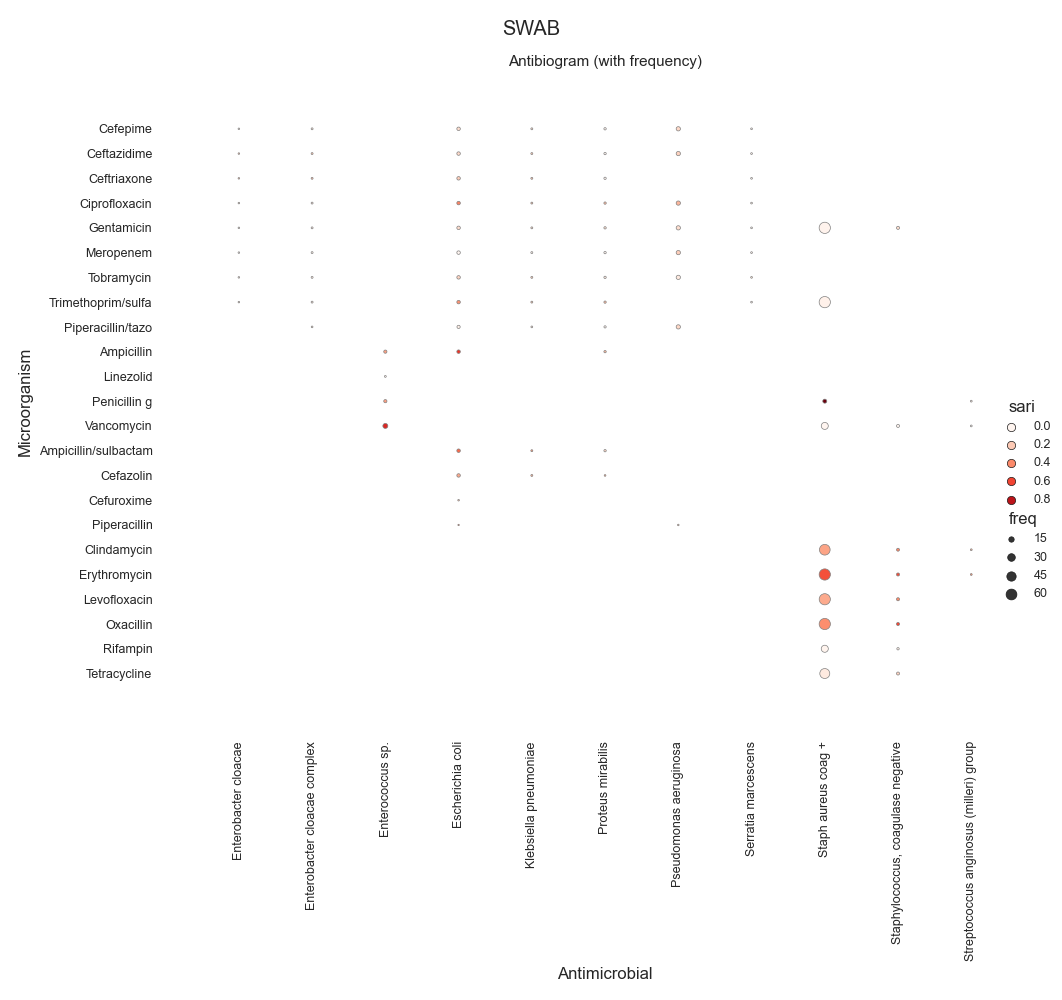 SWAB
Antibiogram (with frequency)
Cefepime
Ceftazidime
Ceftriaxone
Ciprofloxacin
Gentamicin
Meropenem
Tobramycin
Trimethoprim/sulfa
Piperacillin/tazo
Ampicillin
Linezolid
Penicillin g
Vancomycin
Ampicillin/sulbactam
Cefazolin
Cefuroxime
Piperacillin
Clindamycin
Erythromycin
Levofloxacin
Oxacillin
Rifampin
Tetracycline
Microorganism
sari
0.0
0.2
0.4
0.6
0.8
freq
15
30
45
60
Enterobacter cloacae
Enterobacter cloacae complex
Enterococcus sp.
Escherichia coli
Klebsiella pneumoniae
Proteus mirabilis
Pseudomonas aeruginosa
Serratia marcescens
Staph aureus coag +
Staphylococcus, coagulase negative
Streptococcus anginosus (milleri) group
Antimicrobial